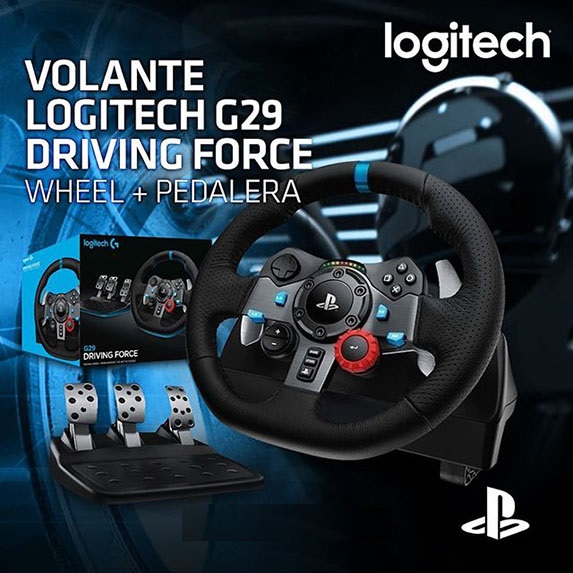 logitech
VOLANTE
LOGITECH G29
DRIVING FORCE
WHEEL + PEDALERA
logitech G
G29
DRIVING FORCE